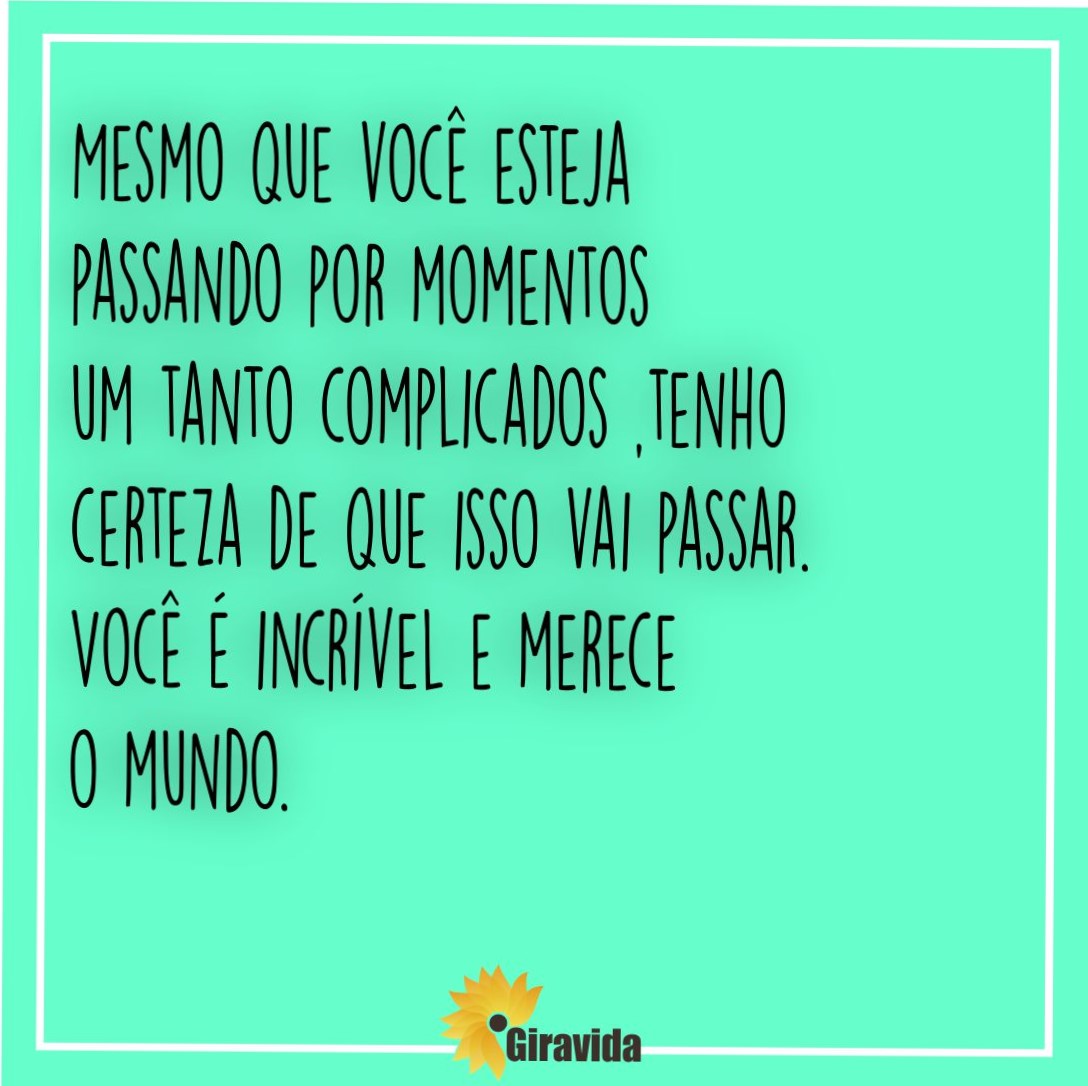 MESMO QUE VOCÊ ESTEJA
PASSANDO POR MOMENTOS
UM TANTO COMPLICADOS ,TENHO
CERTEZA DE QUE ISSO VAI PASSAR.
VOCÊ É INCRÍVEL E MERECE
O MUNDO.
Giravida